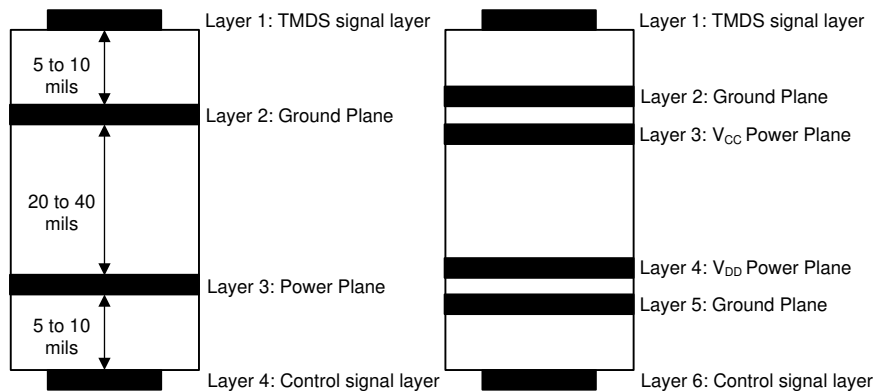 Layer 1: TMDS signal layer
5 to 10
mils
Layer 2: Ground Plane
20 to 40
mils
Layer 3: Power Plane
5 to 10
mils
Layer 4: Control signal layer
Layer 1: TMDS signal layer
Layer 2: Ground Plane
Layer 3: VCC Power Plane
Layer 4: VDD Power Plane
Layer 5: Ground Plane
Layer 6: Control signal layer